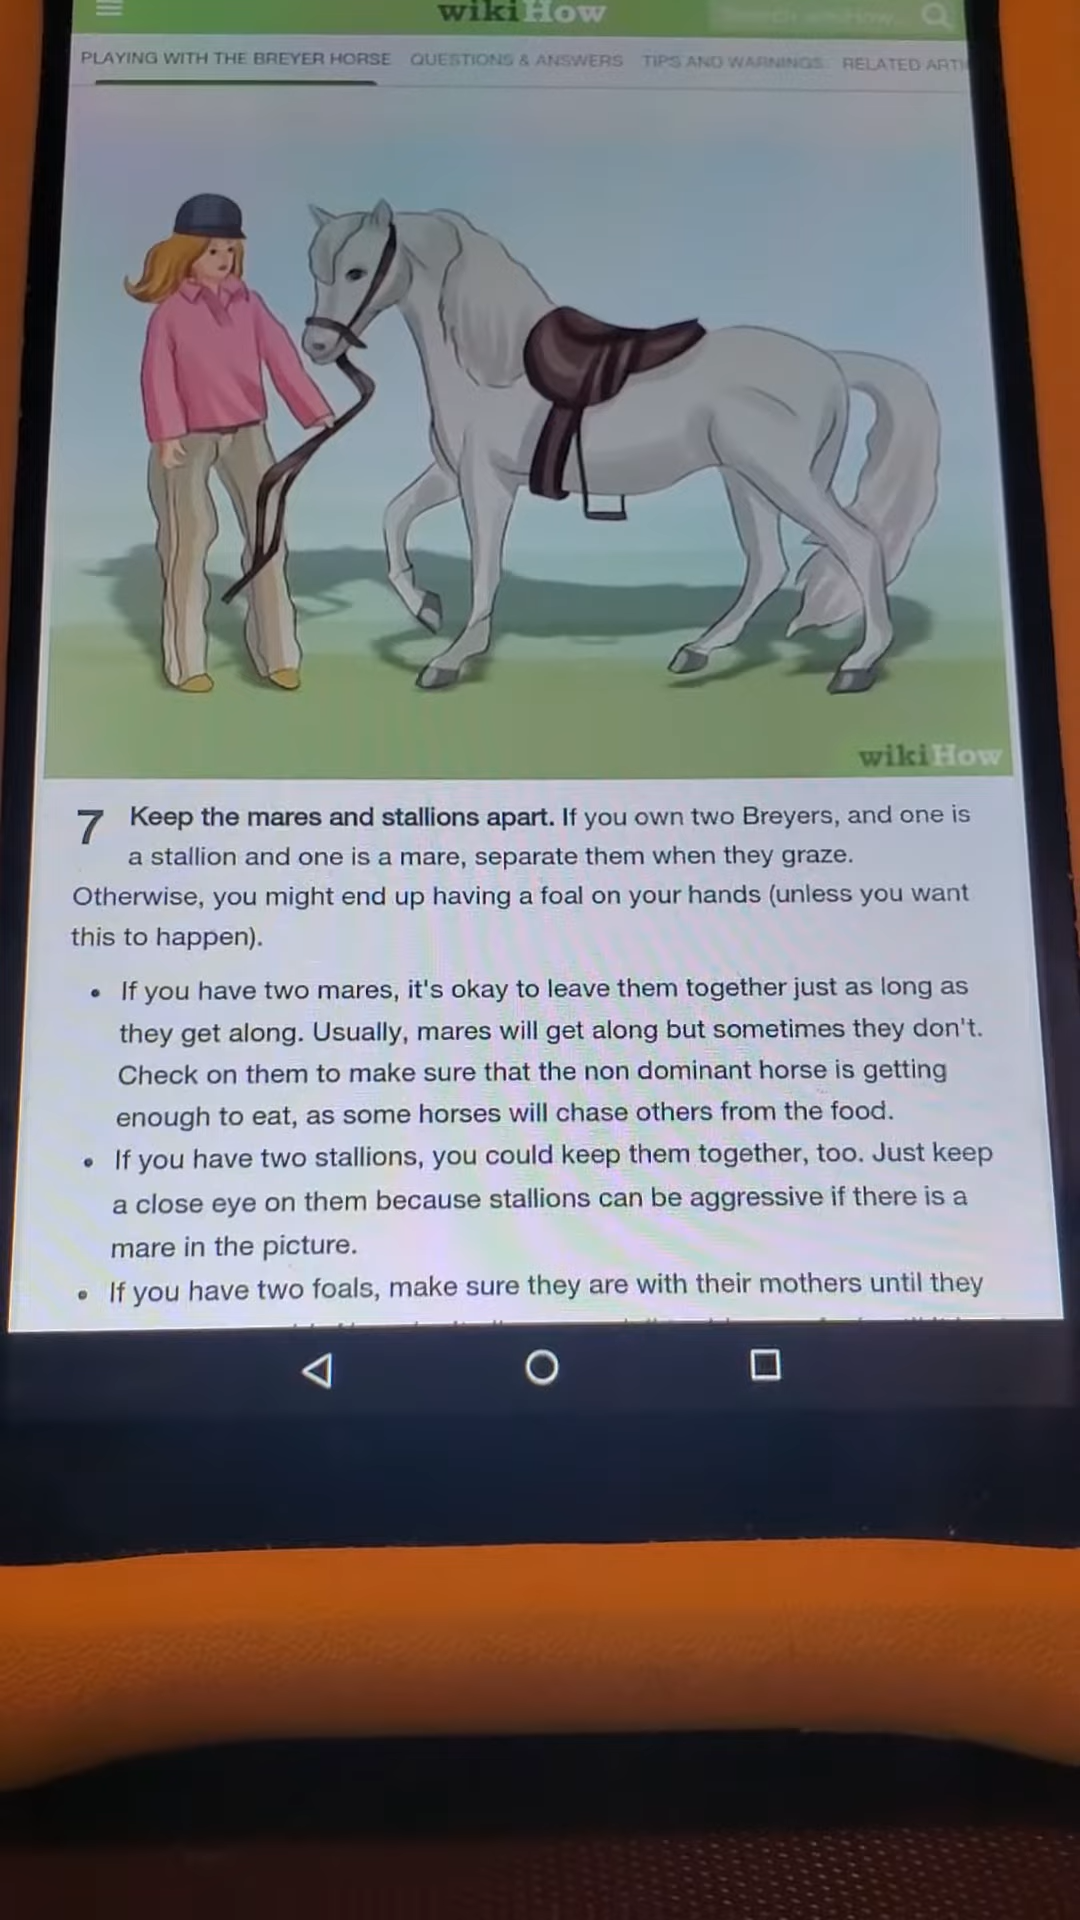 wikiHow
PLAYING WITH THE BREYER HORSE QUESTIONS & ANSWERS TIPS AND WARNINGS RELATED
wikiHow
7 Keep the mares and stallions apart. If you own two Breyers, and one is
a stallion and one is a mare, separate them when they graze.
Otherwise, you might end up having a foal on your hands (unless you want
this to happen).
• If you have two mares, it's okay to leave them together just as long as
they get along. Usually, mares will get along but sometimes they don't.
Check on them to make sure that the non dominant horse is getting
enough to eat, as some horses will chase others from the food.
• If you have two stallions, you could keep them together, too. Just keep
a close eye on them because stallions can be aggressive if there is a
mare in the picture.
• If you have two foals, make sure they are with their mothers until they